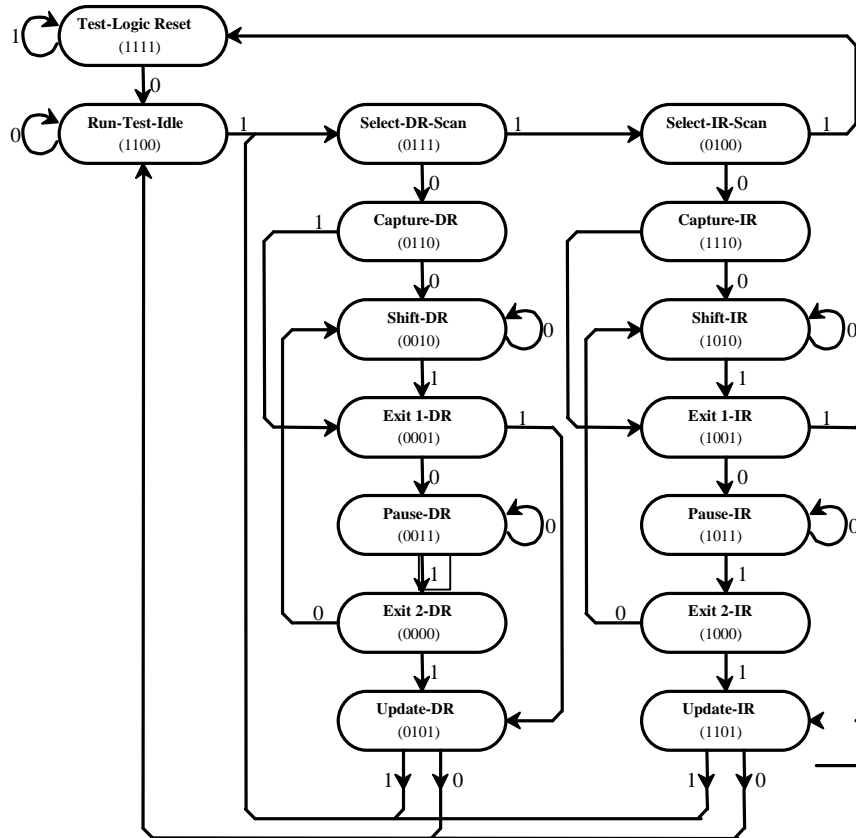 Test-Logic Reset
(1111)
1
0
Run-Test-Idle
(1100)
0
1
Select-DR-Scan
(0111)
1
Select-IR-Scan
(0100)
1
0
0
Capture-DR
(0110)
1
Capture-IR
(1110)
0
0
Shift-DR
(0010)
0
Shift-IR
(1010)
0
1
1
Exit 1-DR
(0001)
1
Exit 1-IR
(1001)
1
0
0
Pause-DR
(0011)
0
Pause-IR
(1011)
0
1
1
Exit 2-DR
(0000)
0
Exit 2-IR
(1000)
0
1
1
Update-DR
(0101)
Update-IR
(1101)
1
0
1
0